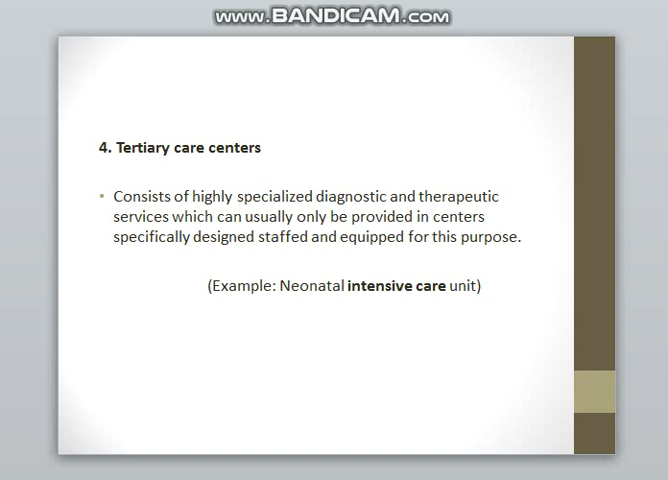 www.BANDICAM.com
4. Tertiary care centers
• Consists of highly specialized diagnostic and therapeutic
services which can usually only be provided in centers
specifically designed staffed and equipped for this purpose.
(Example: Neonatal intensive care unit)